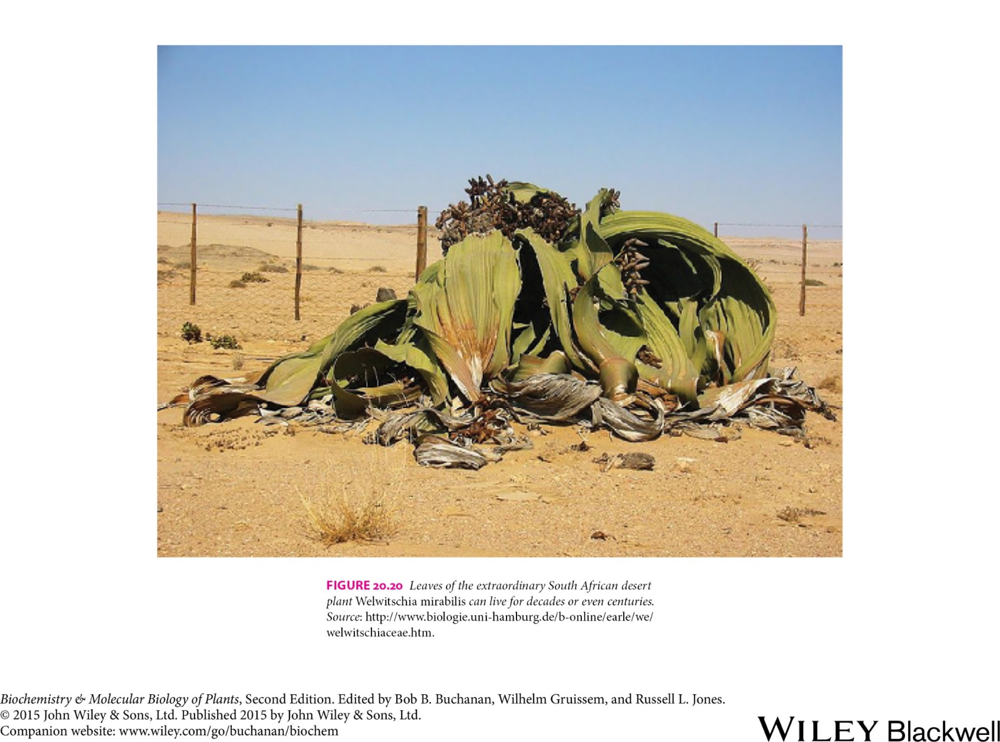 FIGURE 20.20 Leaves of the extraordinary South African desert
plant Welwitschia mirabilis can live for decades or even centuries.
Source: http://www.biologie.uni-hamburg.de/b-online/earle/we/
welwitschiaceae.htm.
Biochemistry & Molecular Biology of Plants, Second Edition. Edited by Bob B. Buchanan, Wilhelm Gruissem, and Russell L. Jones.
© 2015 John Wiley & Sons, Ltd. Published 2015 by John Wiley & Sons, Ltd.
Companion website: www.wiley.com/go/buchanan/biochem
WILEY Blackwell